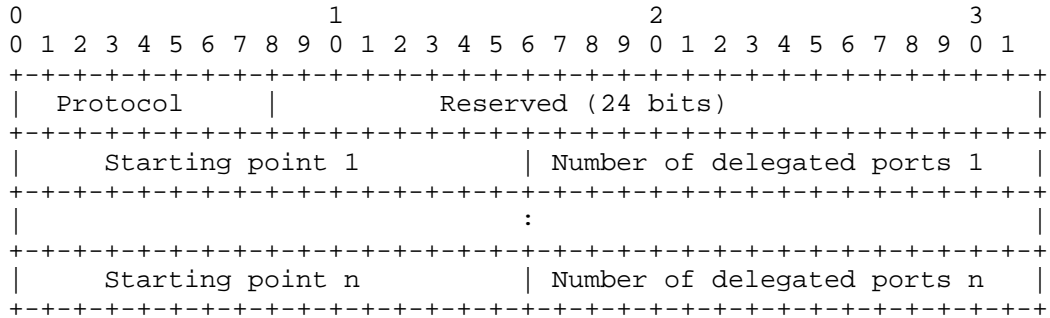 0                   1                   2                   3
0 1 2 3 4 5 6 7 8 9 0 1 2 3 4 5 6 7 8 9 0 1 2 3 4 5 6 7 8 9 0 1
+-+-+-+-+-+-+-+-+-+-+-+-+-+-+-+-+-+-+-+-+-+-+-+-+-+-+-+-+-+-+-+-+
|  Protocol     |          Reserved (24 bits)                   |
+-+-+-+-+-+-+-+-+-+-+-+-+-+-+-+-+-+-+-+-+-+-+-+-+-+-+-+-+-+-+-+-+
|     Starting point 1          | Number of delegated ports 1   |
+-+-+-+-+-+-+-+-+-+-+-+-+-+-+-+-+-+-+-+-+-+-+-+-+-+-+-+-+-+-+-+-+
|                               :                               |
+-+-+-+-+-+-+-+-+-+-+-+-+-+-+-+-+-+-+-+-+-+-+-+-+-+-+-+-+-+-+-+-+
|     Starting point n          | Number of delegated ports n   |
+-+-+-+-+-+-+-+-+-+-+-+-+-+-+-+-+-+-+-+-+-+-+-+-+-+-+-+-+-+-+-+-+